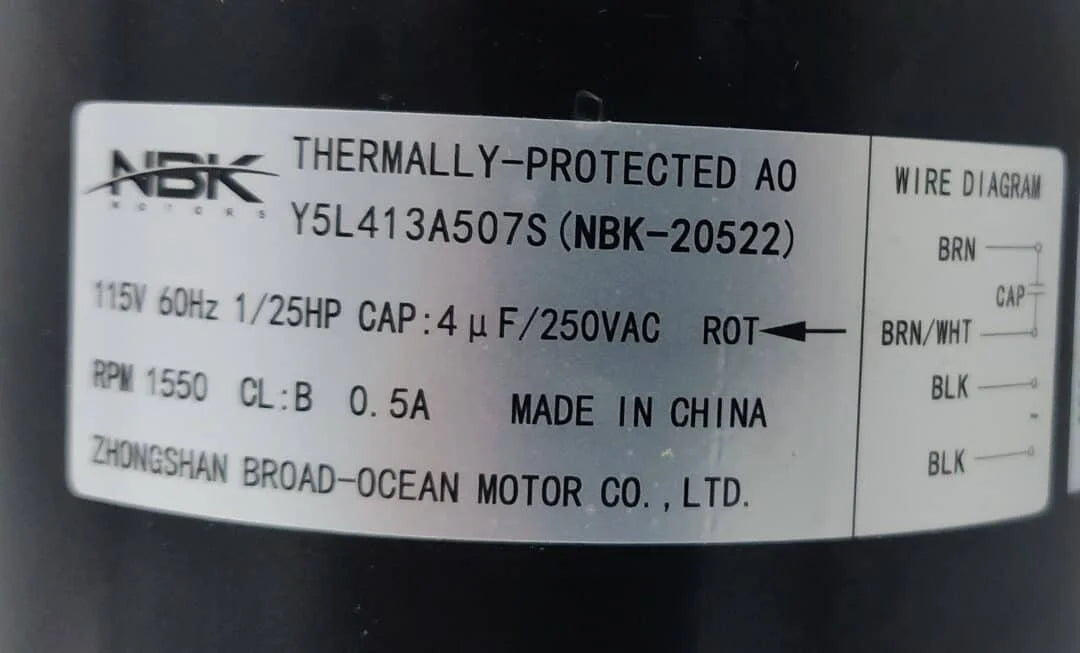 NBK
MOTORS
THERMALLY-PROTECTED AO
Y5L413A507S (NBK-20522)
115V 60Hz 1/25HP CAP:4μF/250VAC ROT
RPM 1550 CL:B 0.5A MADE IN CHINA
ZHONGSHAN BROAD-OCEAN MOTOR CO.,LTD.
WIRE DIAGRAM
BRN
CAP
BRN/WHT
BLK
~
BLK